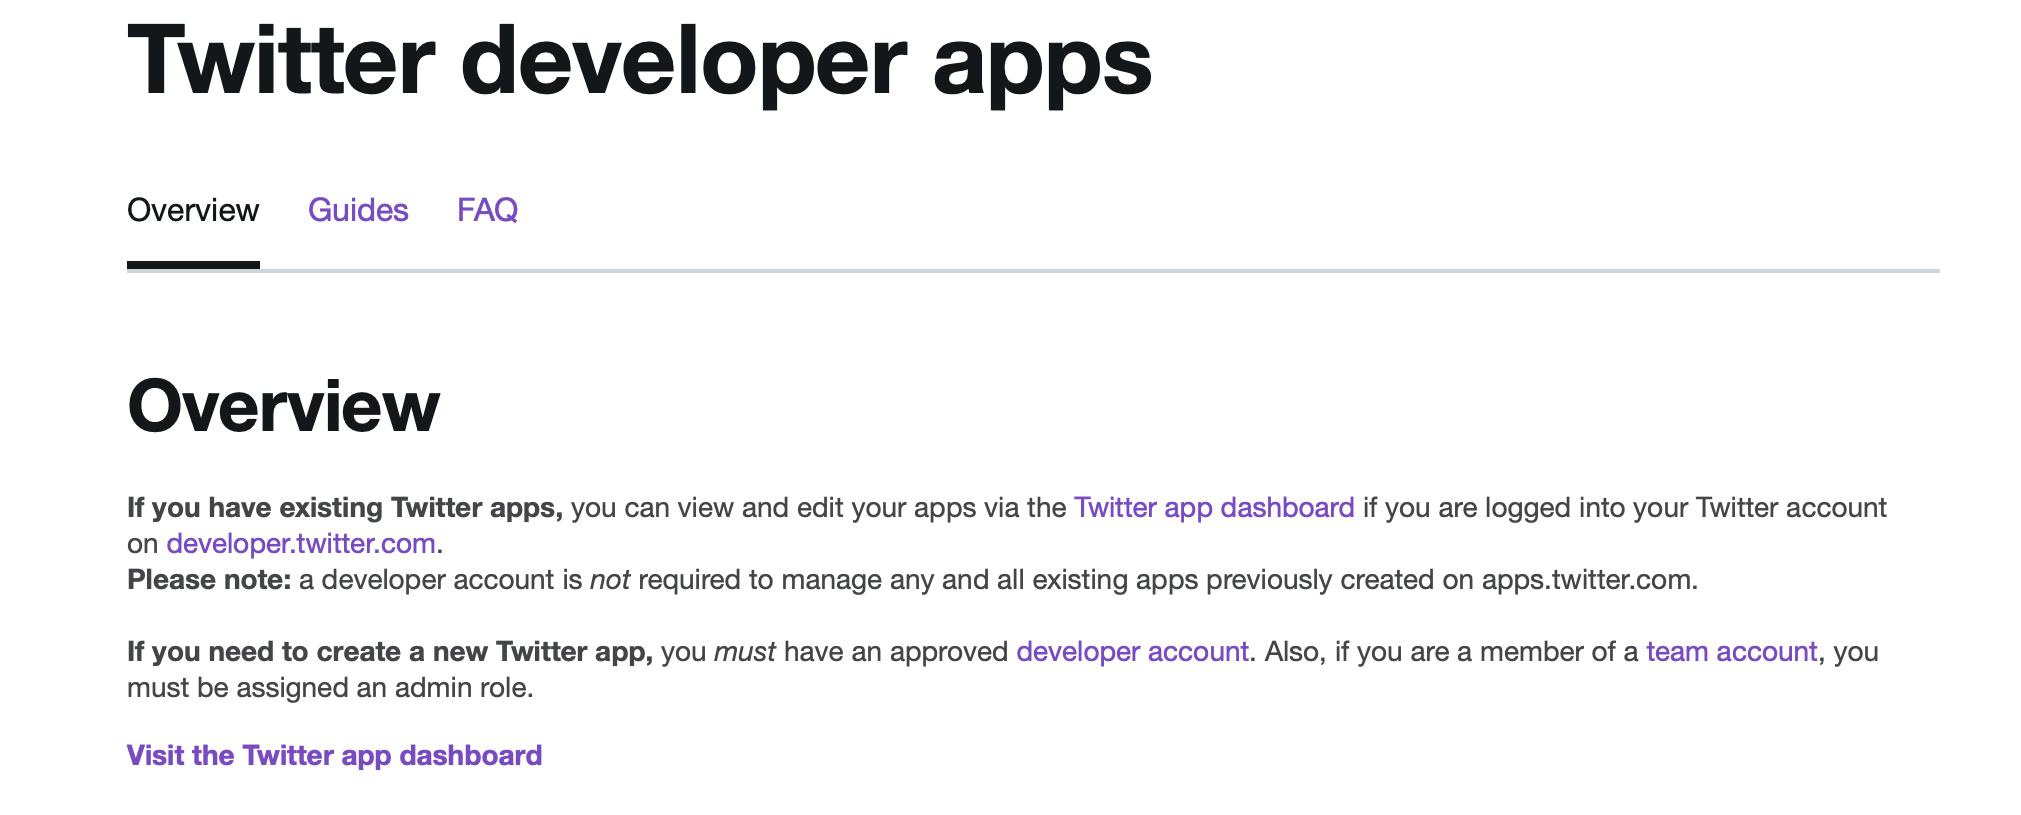 Twitter developer apps
Overview Guides FAQ
Overview
If you have existing Twitter apps, you can view and edit your apps via the Twitter app dashboard if you are logged into your Twitter account
on developer.twitter.com.
Please note: a developer account is not required to manage any and all existing apps previously created on apps.twitter.com.
If you need to create a new Twitter app, you must have an approved developer account. Also, if you are a member of a team account, you
must be assigned an admin role.
Visit the Twitter app dashboard